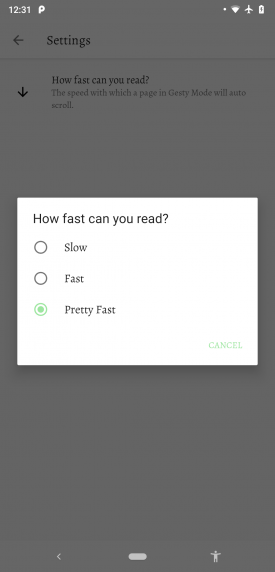 12:31
Settings
How fast can you read?
The speed with which a page in Gesty Mode will auto
scroll.
How fast can you read?
Slow
Fast
Pretty Fast
CANCEL